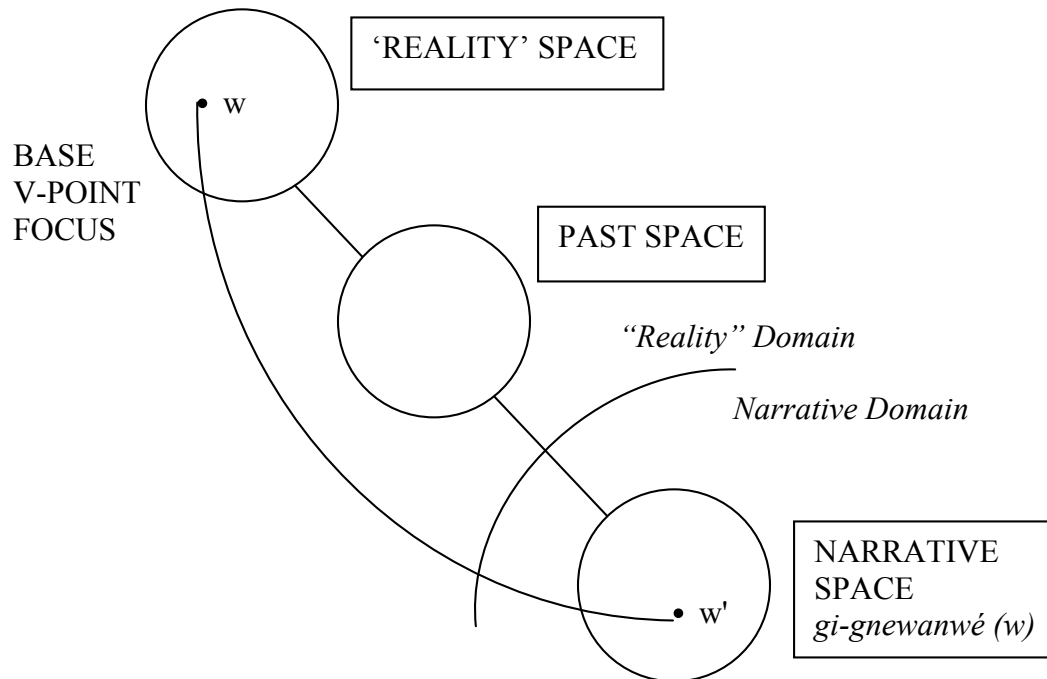 ‘REALITY’ SPACE
w
BASE
V-POINT
FOCUS
PAST SPACE
“Reality” Domain
Narrative Domain
NARRATIVE
SPACE
gi-gnewanwé (w)
w'